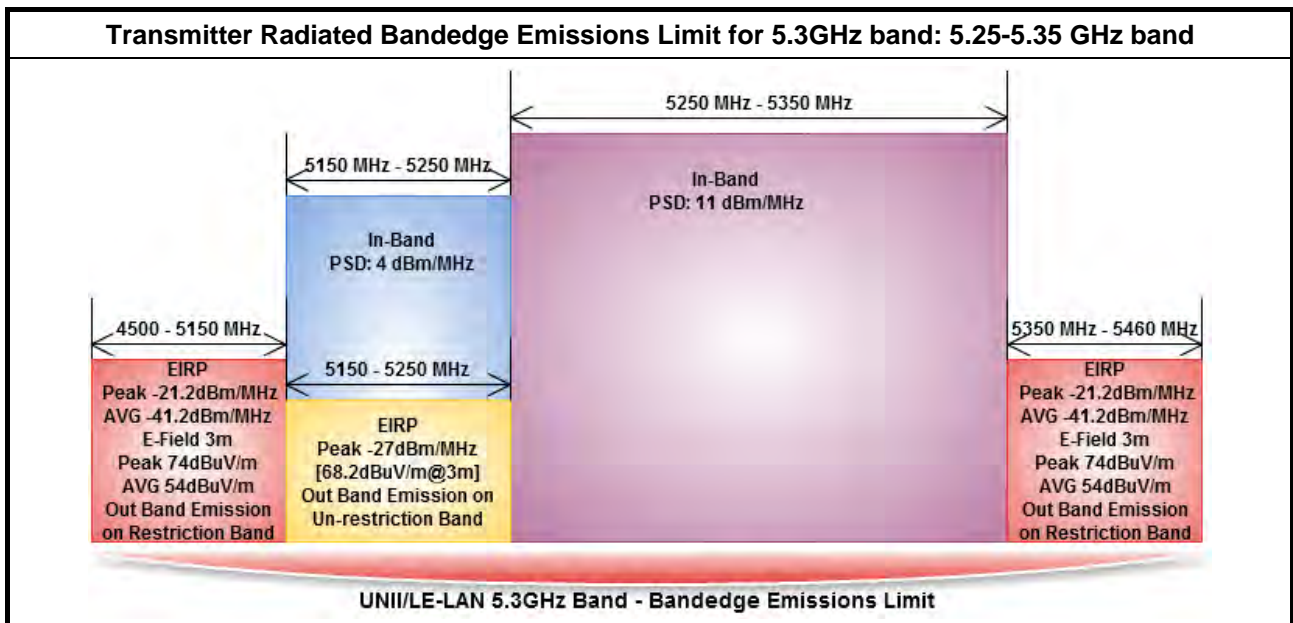 Transmitter Radiated Bandedge Emissions Limit for 5.3GHz band: 5.25-5.35 GHz band
5250 MHz - 5350 MHz
5150 MHz - 5250 MHz
In-Band
PSD: 11 dBm/MHz
In-Band
PSD: 4 dBm/MHz
4500 - 5150 MHz
EIRP
Peak -21.2dBm/MHz
AVG -41.2dBm/MHz
E-Field 3m
Peak 74dBuV/m
AVG 54dBuV/m
Out Band Emission
on Restriction Band
5150 - 5250 MHz
EIRP
Peak -27dBm/MHz
[68.2dBuV/m@3m]
Out Band Emission on
Un-restriction Band
5350 MHz - 5460 MHz
EIRP
Peak -21.2dBm/MHz
AVG -41.2dBm/MHz
E-Field 3m
Peak 74dBuV/m
AVG 54dBuV/m
Out Band Emission
on Restriction Band
UNII/LE-LAN 5.3GHz Band - Bandedge Emissions Limit